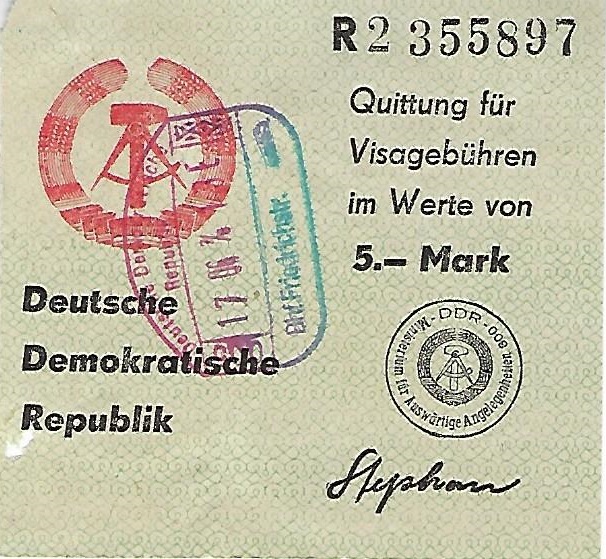 R2 355897
Quittung für
Visagebühren
im Werte von
5.— Mark
Deutsche
Demokratische
Republik
17 06 7
Bhf. Friedrichstr.
-DDR-
Ministerium für Auswärtige Angelegenheiten 600
Stephan